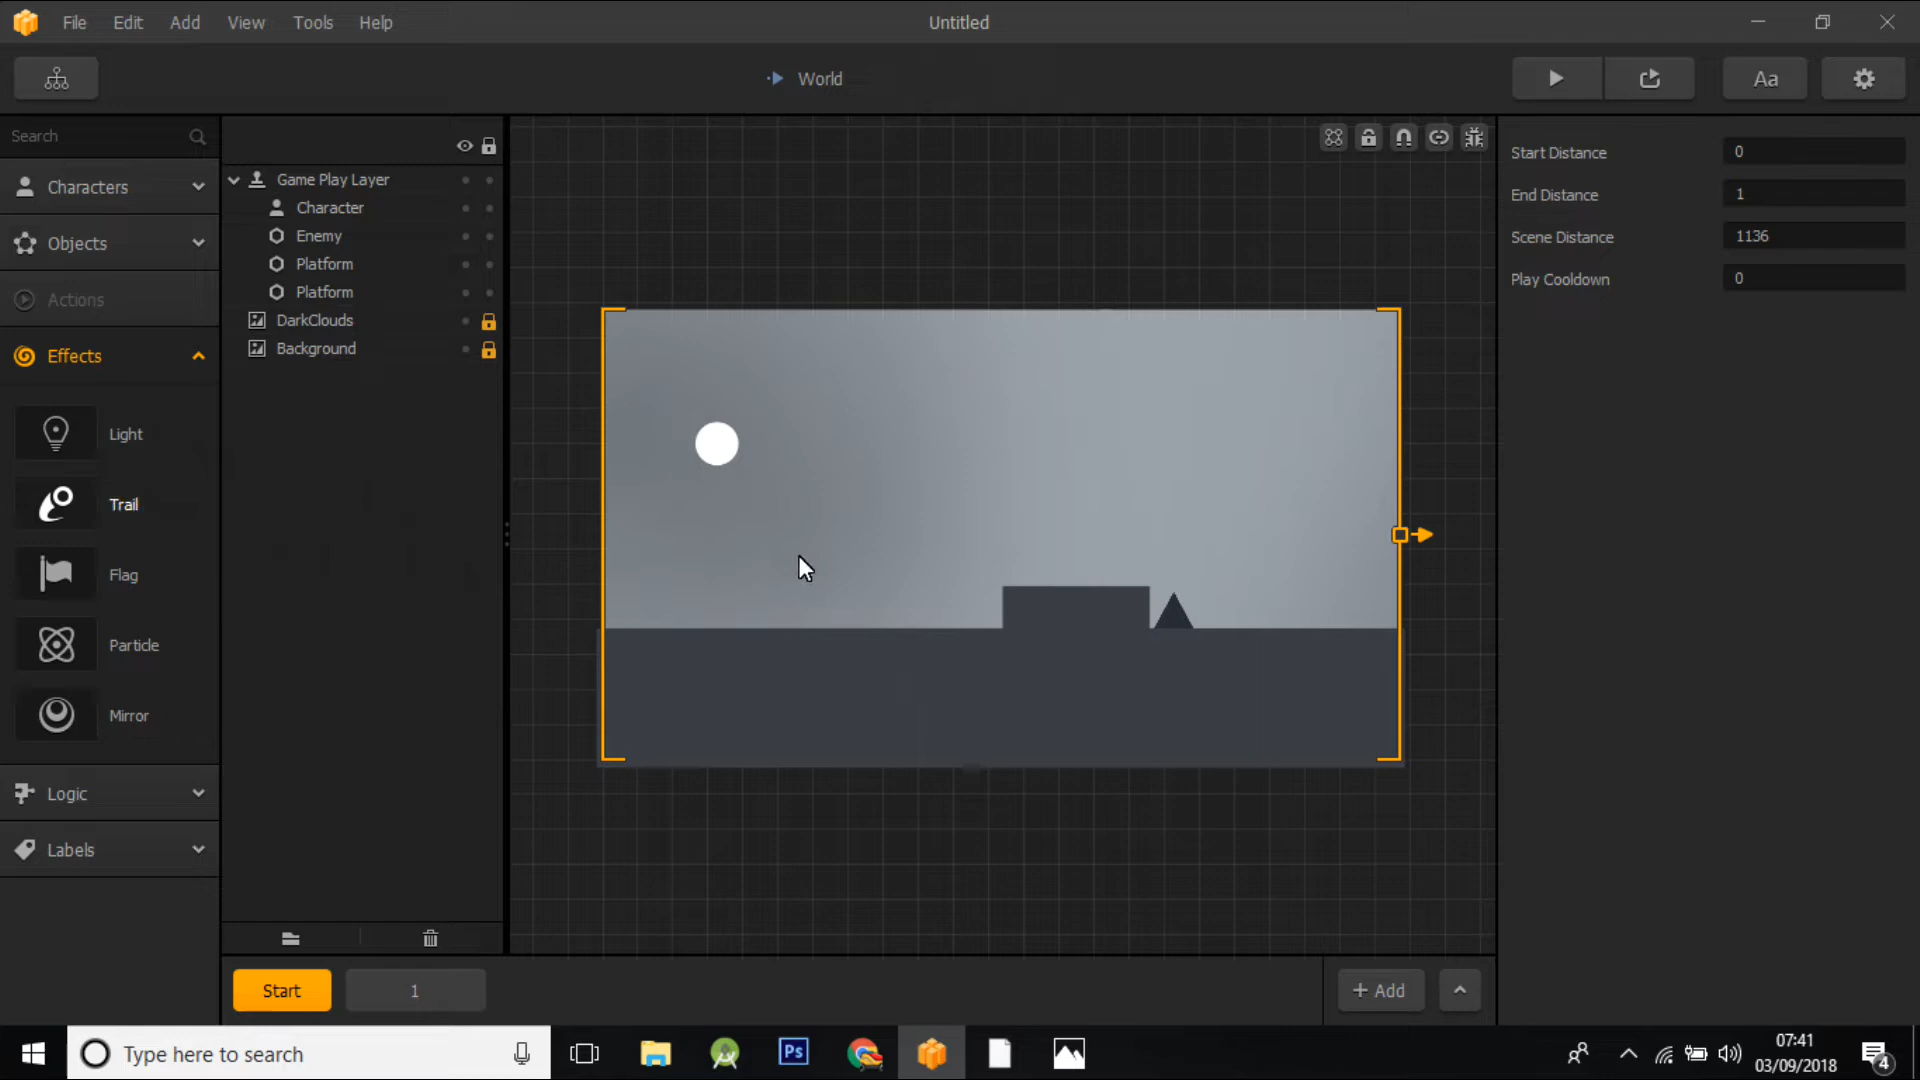 File Edit View Tools Help
Add
Untitled
World
Aa
Search
Characters
Objects
Actions
Effects
Light
Trail
Flag
Particle
Mirror
Logic
Labels
Game Play Layer
Character
Enemy
Platform
Platform
DarkClouds
Background
Start Distance 0
End Distance 1
Scene Distance 1136
Play Cooldown 0
Start 1
+ Add
Type here to search
Ps
07:41
03/09/2018
4